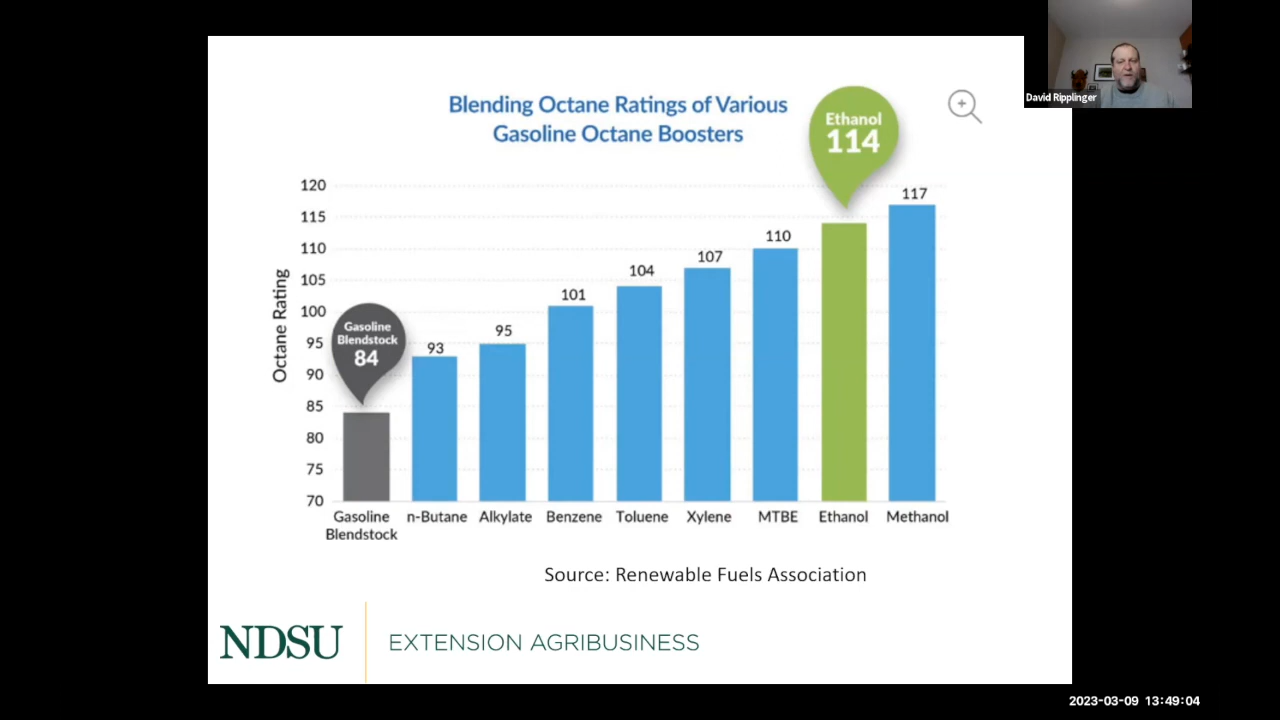 David Ripplinger
Blending Octane Ratings of Various
Gasoline Octane Boosters
Ethanol
114
Octane Rating
120
115
110
105
100
95
90
85
80
75
70
Gasoline
Blendstock
84
93
95
101
104
107
110
117
Gasoline Blendstock
n-Butane
Alkylate
Benzene
Toluene
Xylene
MTBE
Ethanol
Methanol
Source: Renewable Fuels Association
NDSU
EXTENSION AGRIBUSINESS
2023-03-09 13:49:04